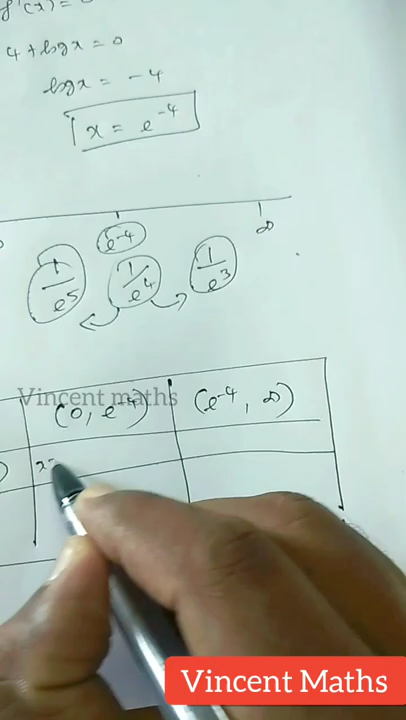 f'(x) = 0
4 + log x = 0
log x = -4
x = e^-4
e^-4 ∞
1/e^5 1/e^4 1/e^3
Vincent maths
(0, e^-4) (e^-4, ∞)
) x =
Vincent Maths